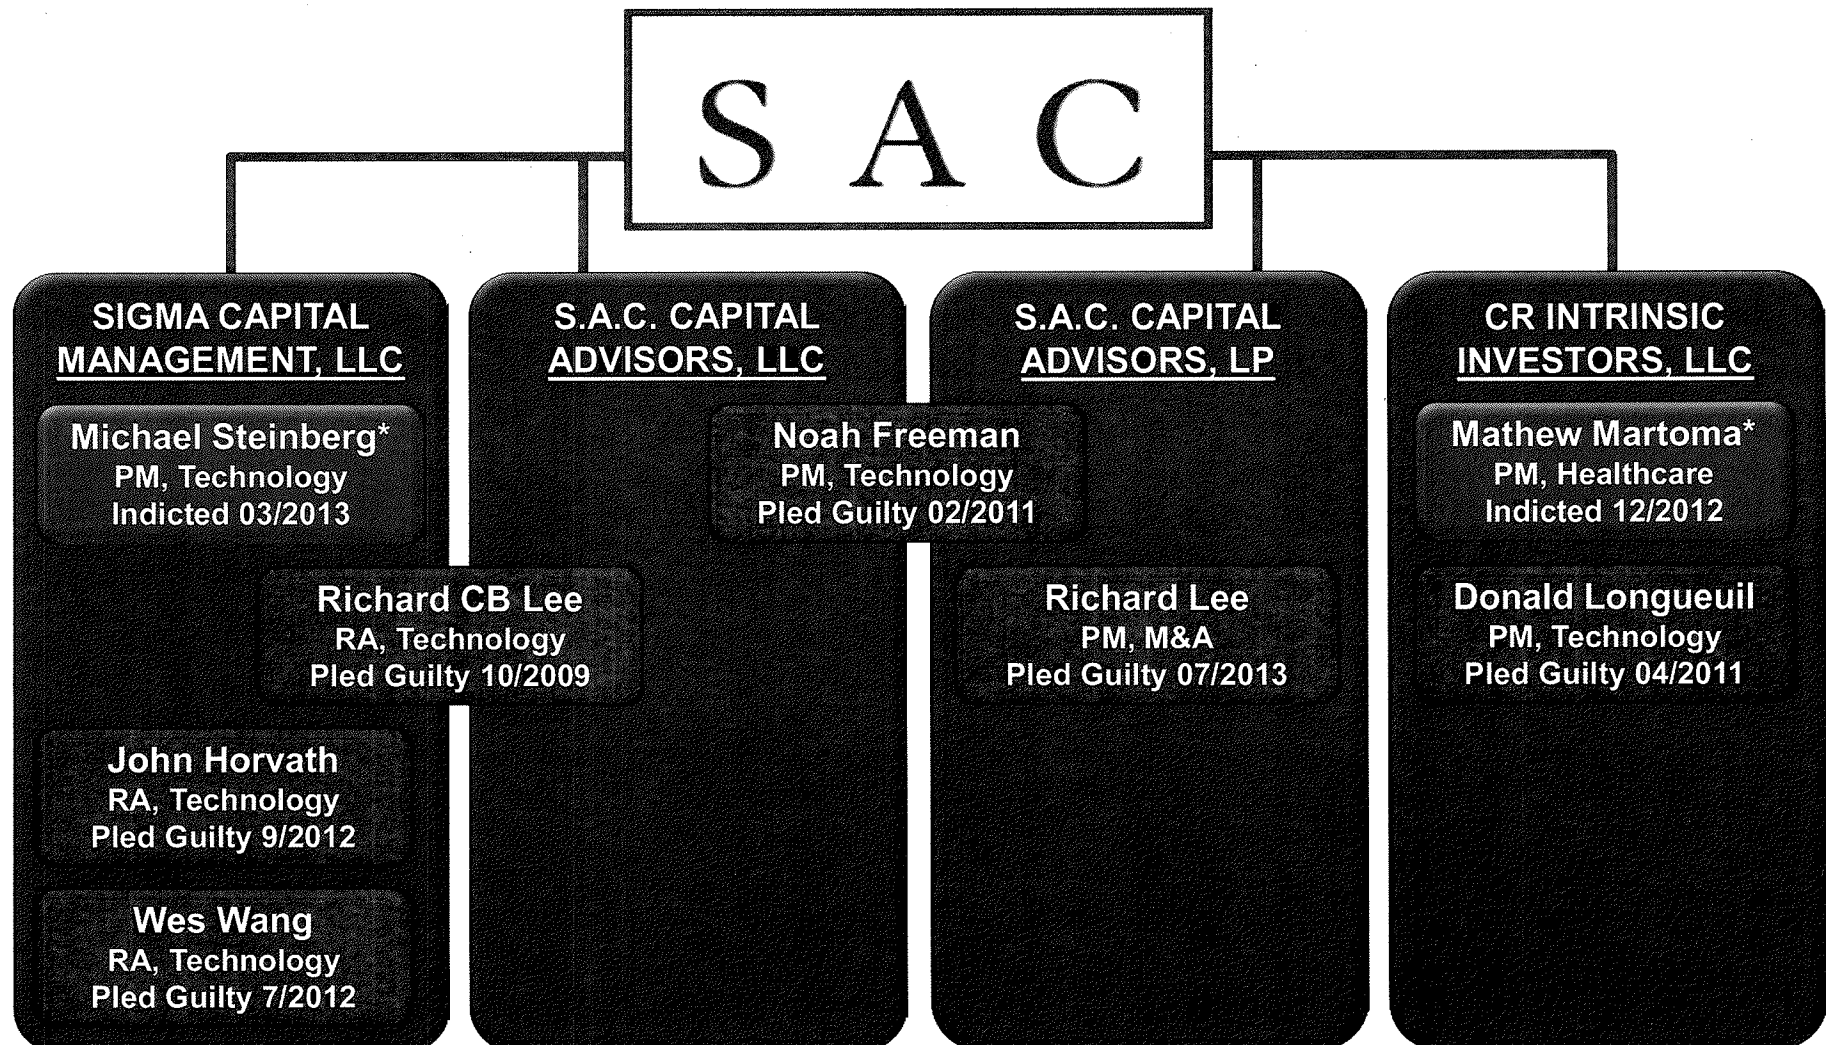 S A C
SIGMA CAPITAL
MANAGEMENT, LLC
Michael Steinberg*
PM, Technology
Indicted 03/2013
Richard CB Lee
RA, Technology
Pled Guilty 10/2009
John Horvath
RA, Technology
Pled Guilty 9/2012
Wes Wang
RA, Technology
Pled Guilty 7/2012
S.A.C. CAPITAL
ADVISORS, LLC
Noah Freeman
PM, Technology
Pled Guilty 02/2011
S.A.C. CAPITAL
ADVISORS, LP
Richard Lee
PM, M&A
Pled Guilty 07/2013
CR INTRINSIC
INVESTORS, LLC
Mathew Martoma*
PM, Healthcare
Indicted 12/2012
Donald Longueuil
PM, Technology
Pled Guilty 04/2011